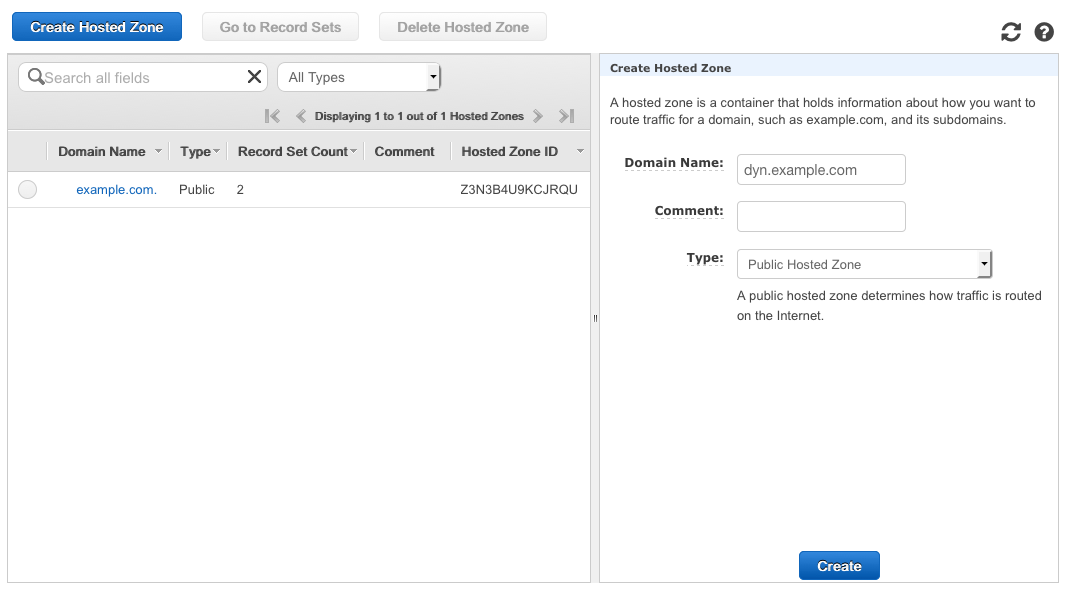 Create Hosted Zone
Go to Record Sets
Delete Hosted Zone
Search all fields
All Types
Displaying 1 to 1 out of 1 Hosted Zones
Domain Name Type Record Set Count Comment Hosted Zone ID
example.com. Public 2 Z3N3B4U9KCJRQU
Create Hosted Zone
A hosted zone is a container that holds information about how you want to
route traffic for a domain, such as example.com, and its subdomains.
Domain Name: dyn.example.com
Comment:
Type: Public Hosted Zone
A public hosted zone determines how traffic is routed
on the Internet.
Create